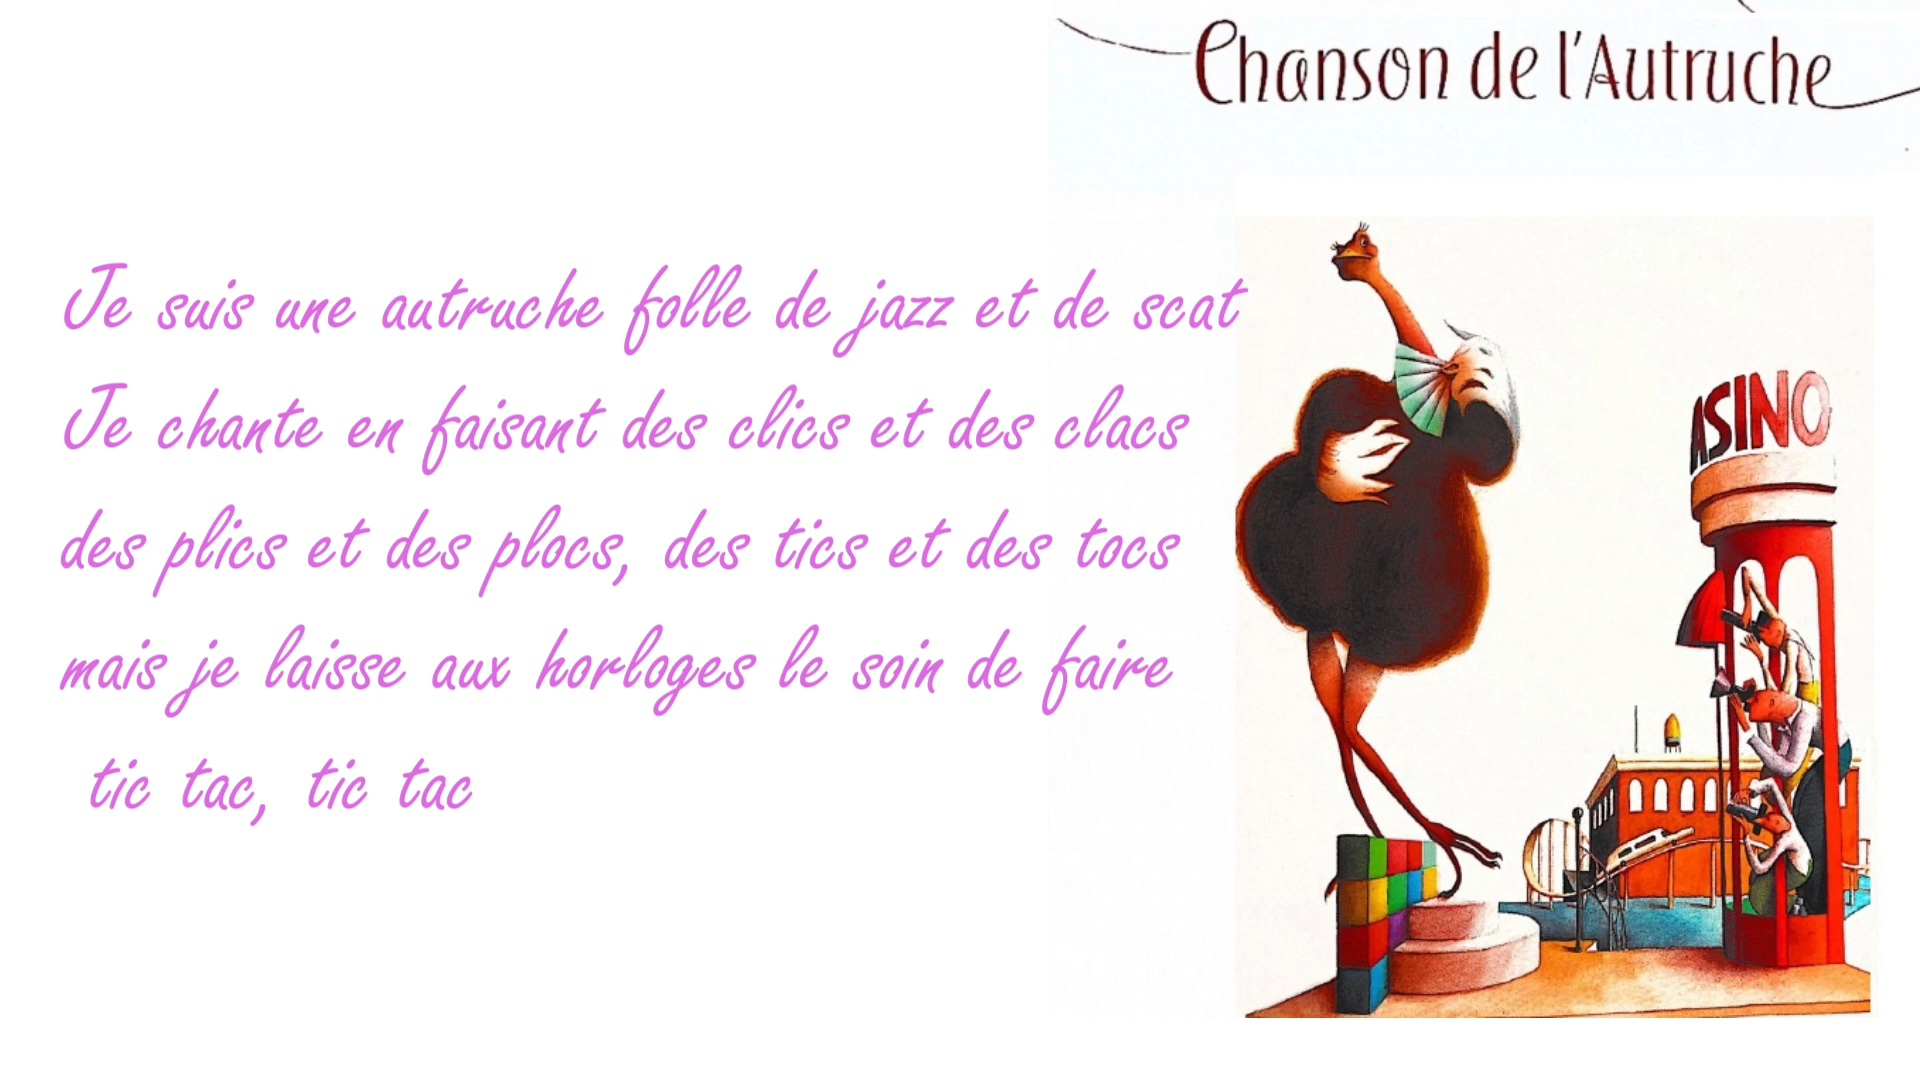 Chanson de l'Autruche
Je suis une autruche folle de jazz et de scat
Je chante en faisant des clics et des clacs
des plics et des plocs, des tics et des tocs
mais je laisse aux horloges le soin de faire
tic tac, tic tac
ASINO